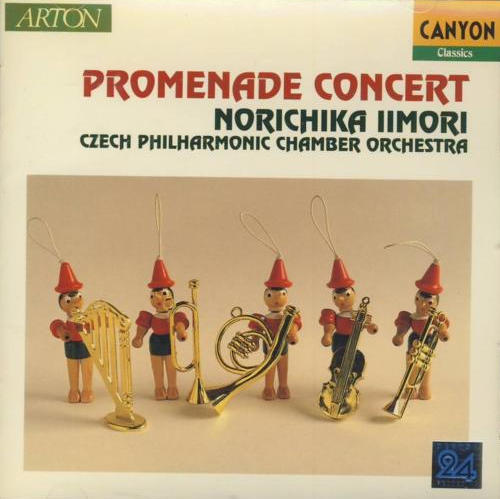 ARTON
CANYON
Classics
PROMENADE CONCERT
NORICHIKA IIMORI
CZECH PHILHARMONIC CHAMBER ORCHESTRA
24